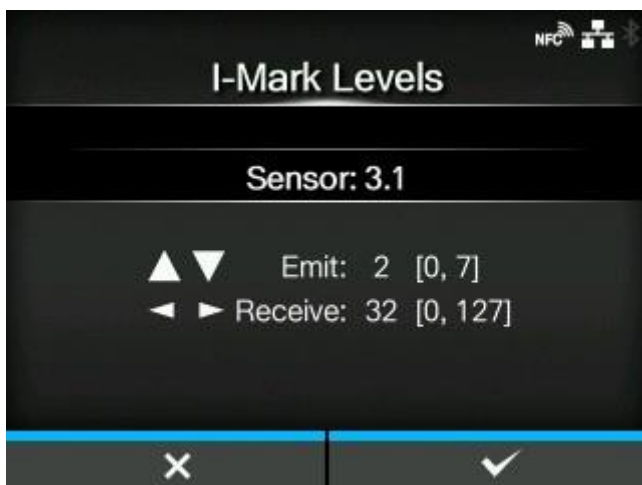 NFC
I-Mark Levels
Sensor: 3.1
Emit: 2 [0, 7]
Receive: 32 [0, 127]